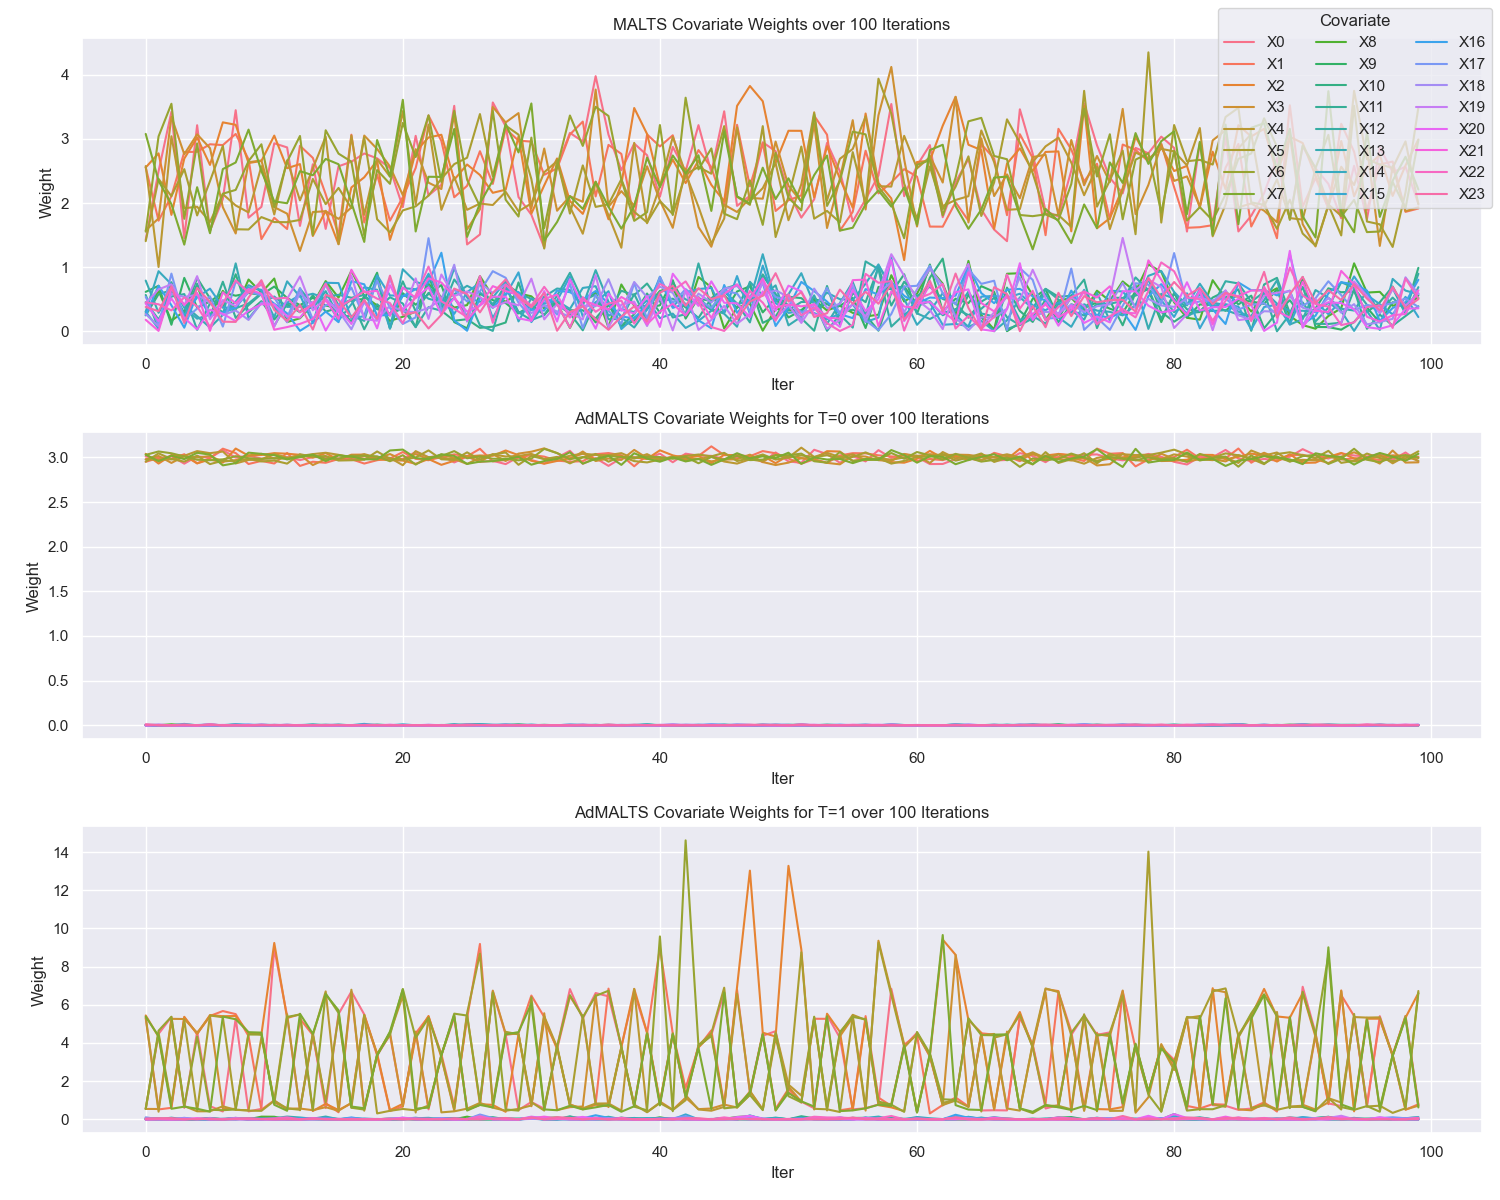 MALTS Covariate Weights over 100 Iterations
Covariate
X0 X8 X16
X1 X9 X17
X2 X10 X18
X3 X11 X19
X4 X12 X20
X5 X13 X21
X6 X14 X22
X7 X15 X23
4
3
2
1
0
Weight
0 20 40 60 80 100
Iter
AdMALTS Covariate Weights for T=0 over 100 Iterations
3.0
2.5
2.0
1.5
1.0
0.5
0.0
Weight
0 20 40 60 80 100
Iter
AdMALTS Covariate Weights for T=1 over 100 Iterations
14
12
10
8
6
4
2
0
Weight
0 20 40 60 80 100
Iter